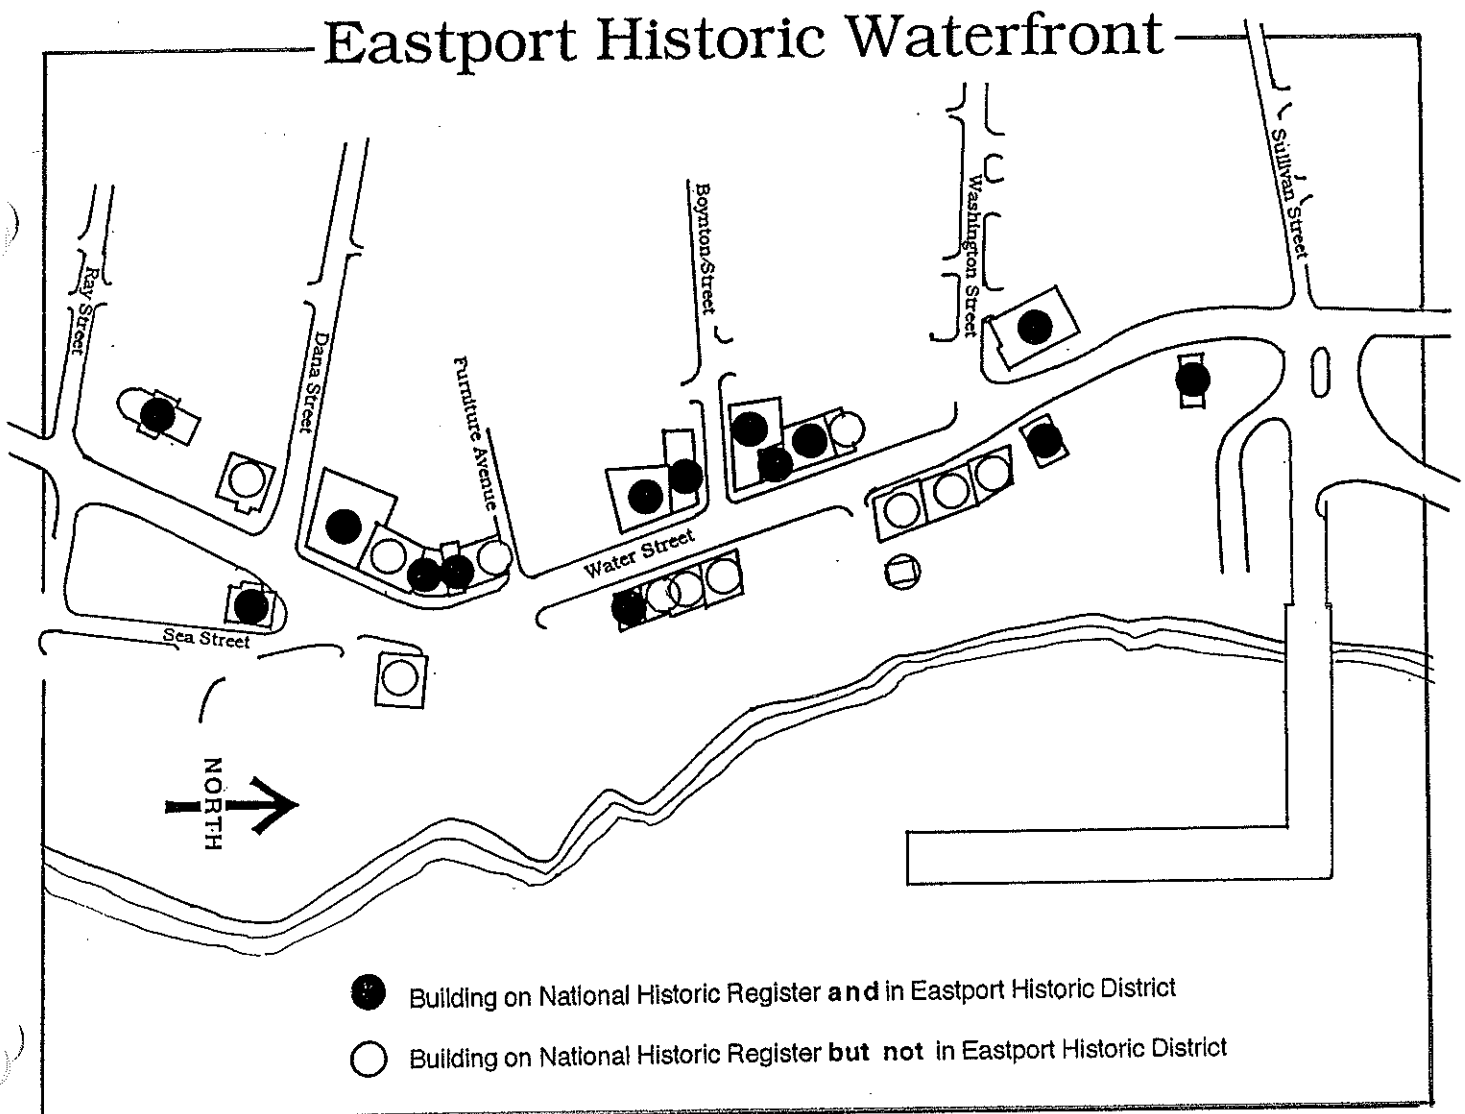 Eastport Historic Waterfront
Sullivan Street
Washington Street
Boynton Street
Ray Street
Dana Street
Furniture Avenue
Water Street
Sea Street
NORTH
Building on National Historic Register and in Eastport Historic District
Building on National Historic Register but not in Eastport Historic District